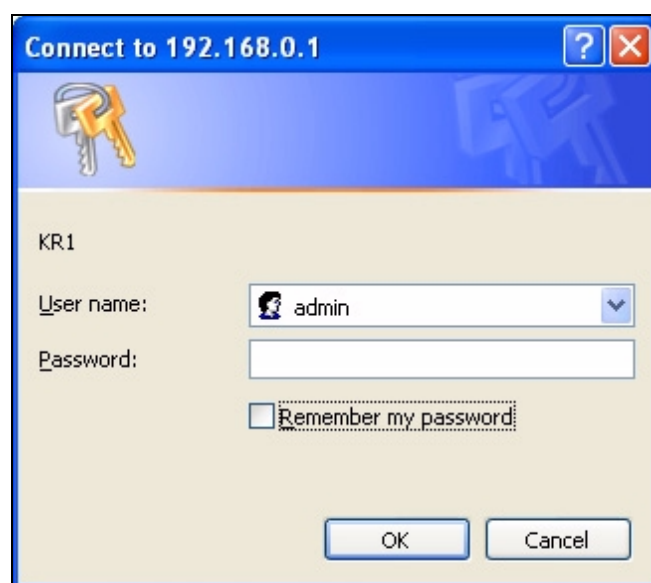 Connect to 192.168.0.1
?
KR1
User name:
admin
Password:
Remember my password
OK
Cancel